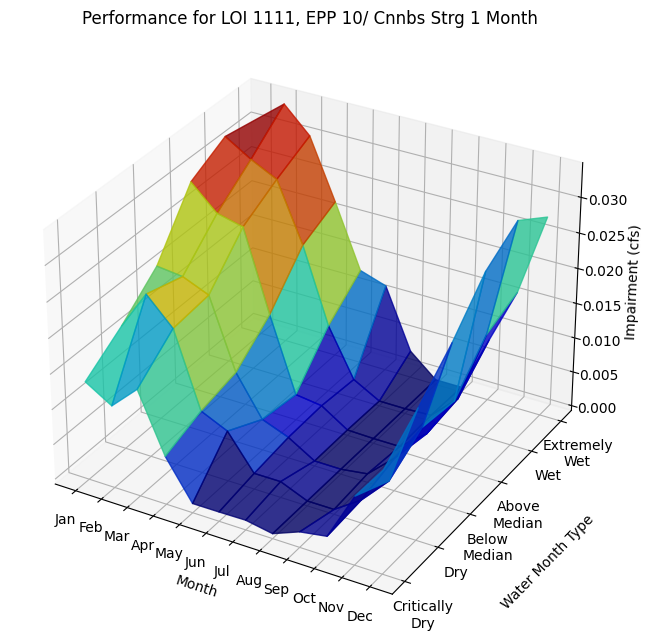 Performance for LOI 1111, EPP 10/ Cnnbs Strg 1 Month
0.030
0.025
0.020
0.015
0.010
0.005
0.000
Impairment (cfs)
Jan
Feb
Mar
Apr
May
Jun
Jul
Aug
Sep
Oct
Nov
Dec
Month
Extremely
Wet
Wet
Above
Median
Below
Median
Dry
Critically
Dry
Water Month Type